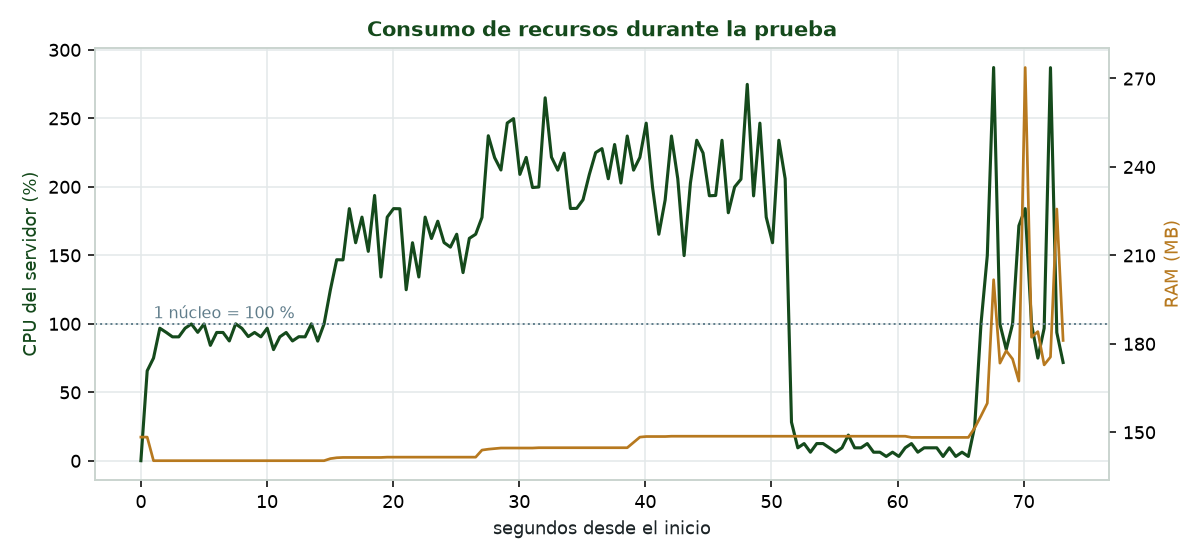 Consumo de recursos durante la prueba
300
250
200
150
100
50
0
CPU del servidor (%)
1 núcleo = 100 %
270
240
210
180
150
RAM (MB)
0 10 20 30 40 50 60 70
segundos desde el inicio